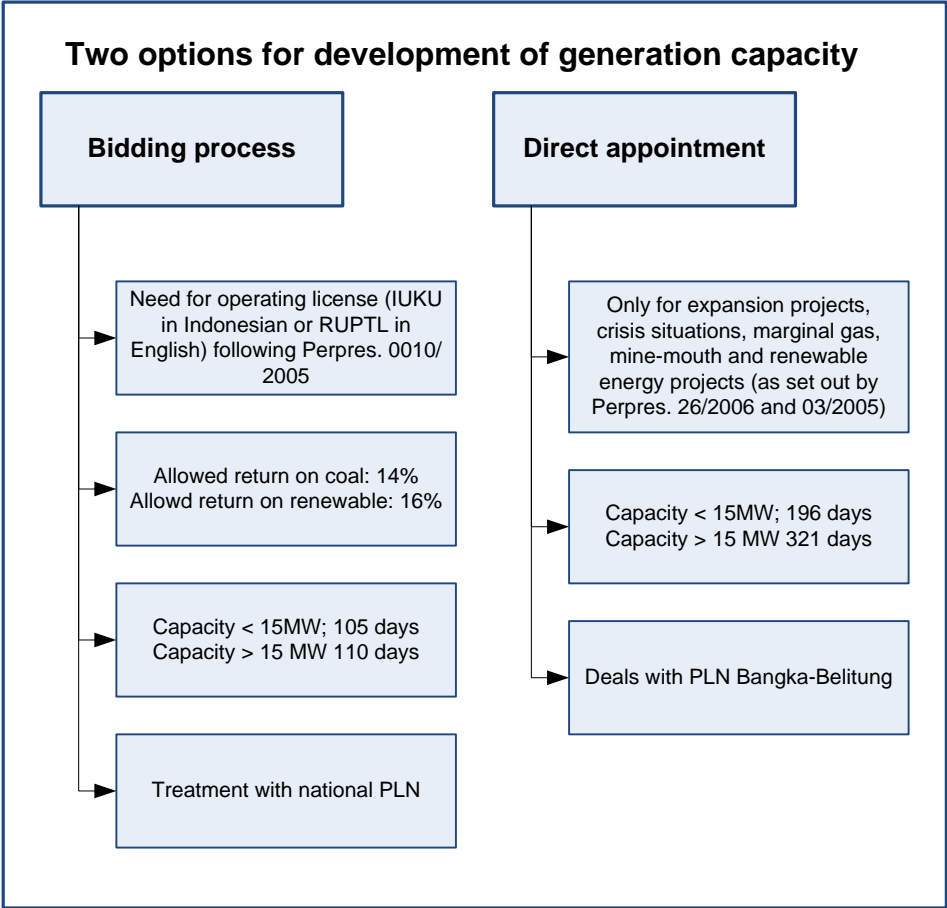 Two options for development of generation capacity
Bidding process
Need for operating license (IUKU
in Indonesian or RUPTL in
English) following Perpres. 0010/
2005
Allowed return on coal: 14%
Allowd return on renewable: 16%
Capacity < 15MW; 105 days
Capacity > 15 MW 110 days
Treatment with national PLN
Direct appointment
Only for expansion projects,
crisis situations, marginal gas,
mine-mouth and renewable
energy projects (as set out by
Perpres. 26/2006 and 03/2005)
Capacity < 15MW; 196 days
Capacity > 15 MW 321 days
Deals with PLN Bangka-Belitung